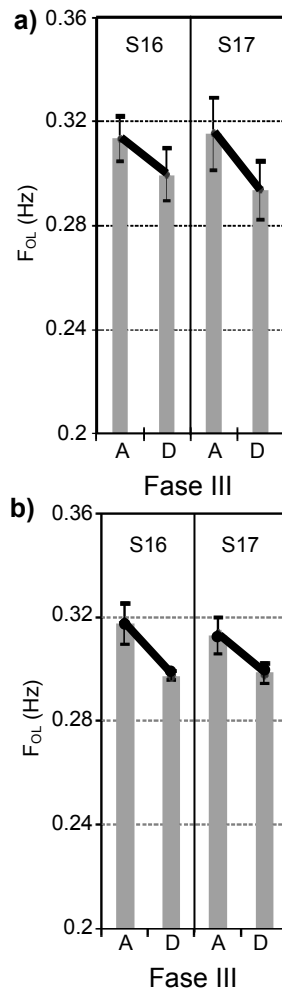 a)
0.36
S16 S17
0.32
0.28
0.24
0.2
F_OL (Hz)
A D A D
Fase III
b)
0.36
S16 S17
0.32
0.28
0.24
0.2
F_OL (Hz)
A D A D
Fase III